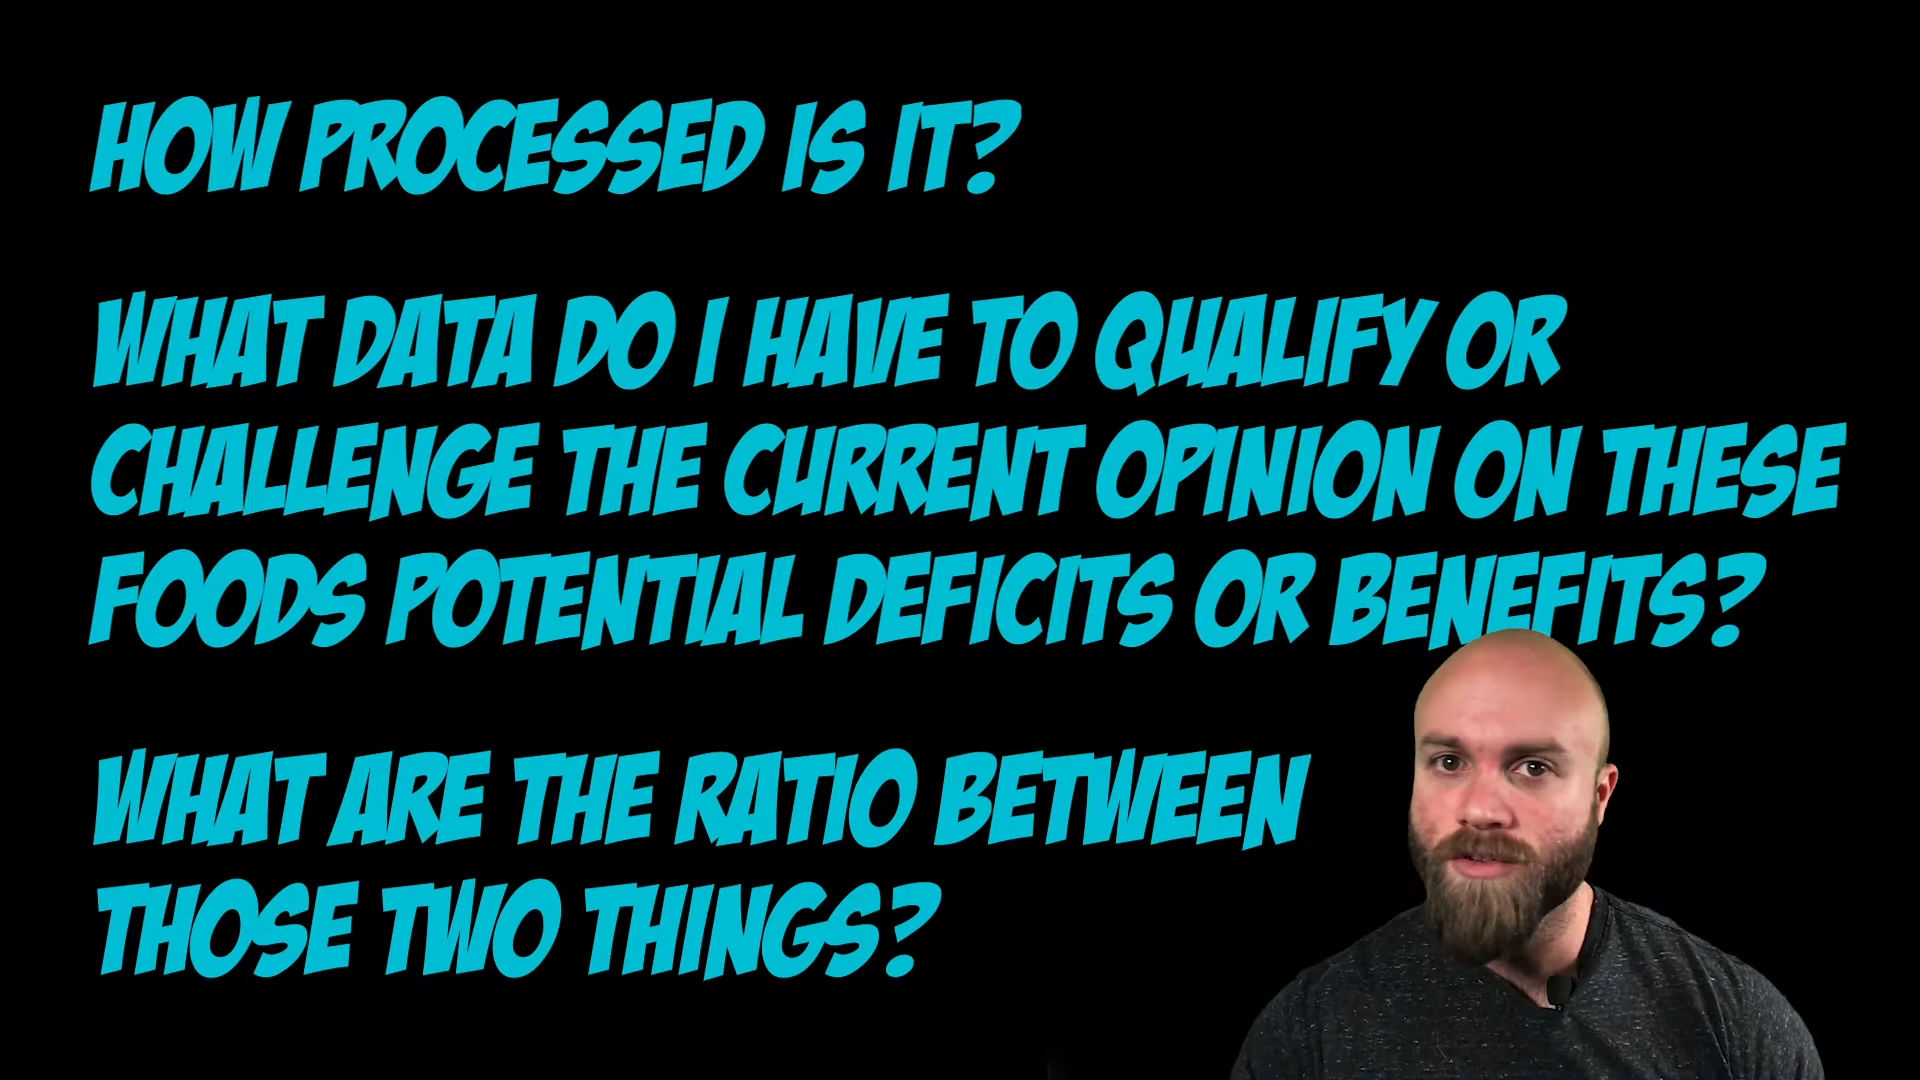 HOW PROCESSED IS IT?
WHAT DATA DO I HAVE TO QUALIFY OR
CHALLENGE THE CURRENT OPINION ON THESE
FOODS POTENTIAL DEFICITS OR BENEFITS?
WHAT ARE THE RATIO BETWEEN
THOSE TWO THINGS?